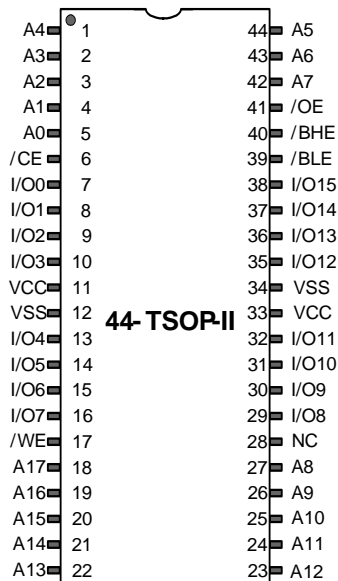 A4 1 44 A5
A3 2 43 A6
A2 3 42 A7
A1 4 41 /OE
A0 5 40 /BHE
/CE 6 39 /BLE
I/O0 7 38 I/O15
I/O1 8 37 I/O14
I/O2 9 36 I/O13
I/O3 10 35 I/O12
VCC 11 34 VSS
VSS 12 33 VCC
44-TSOP-II
I/O4 13 32 I/O11
I/O5 14 31 I/O10
I/O6 15 30 I/O9
I/O7 16 29 I/O8
/WE 17 28 NC
A17 18 27 A8
A16 19 26 A9
A15 20 25 A10
A14 21 24 A11
A13 22 23 A12